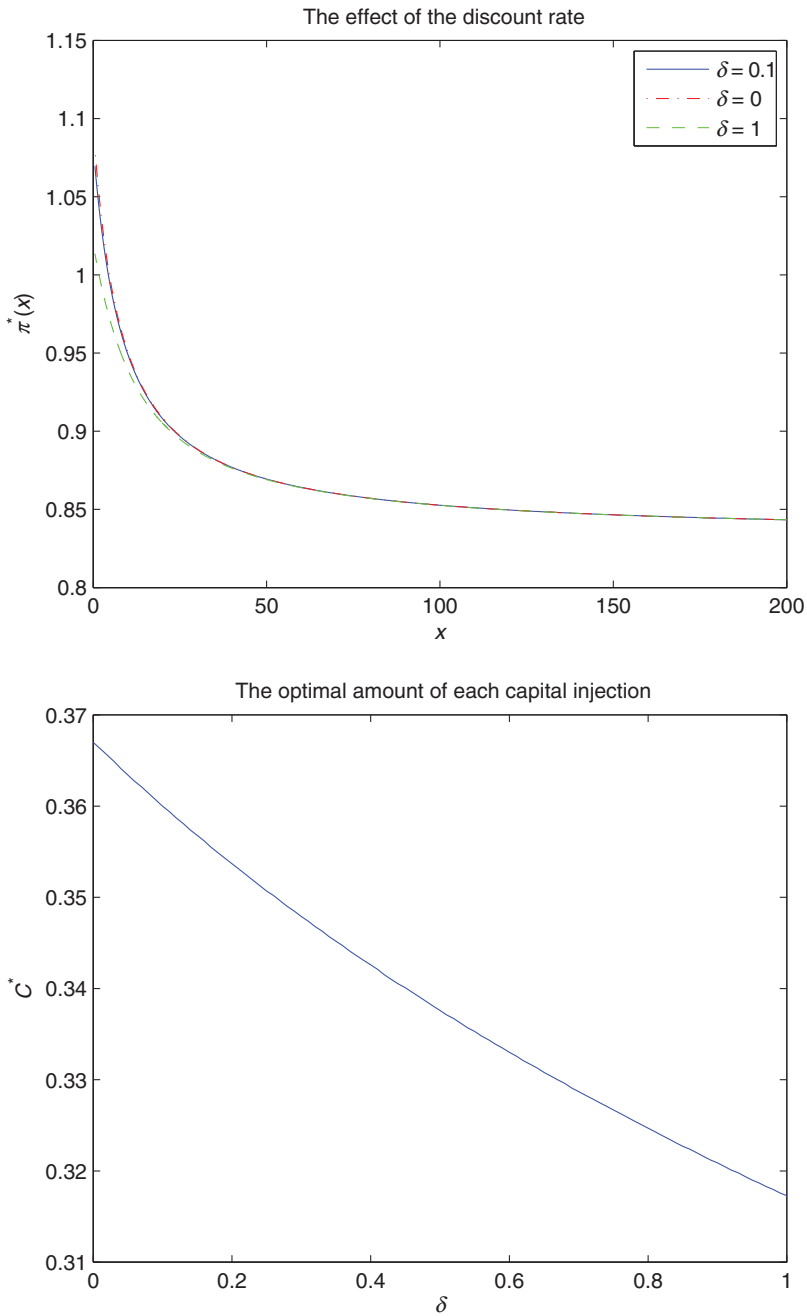 The effect of the discount rate
1.15
1.1
1.05
1
0.95
0.9
0.85
0.8
π*(x)
δ = 0.1
δ = 0
δ = 1
0
50
100
150
200
x
The optimal amount of each capital injection
0.37
0.36
0.35
0.34
0.33
0.32
0.31
C*
0
0.2
0.4
0.6
0.8
1
δ